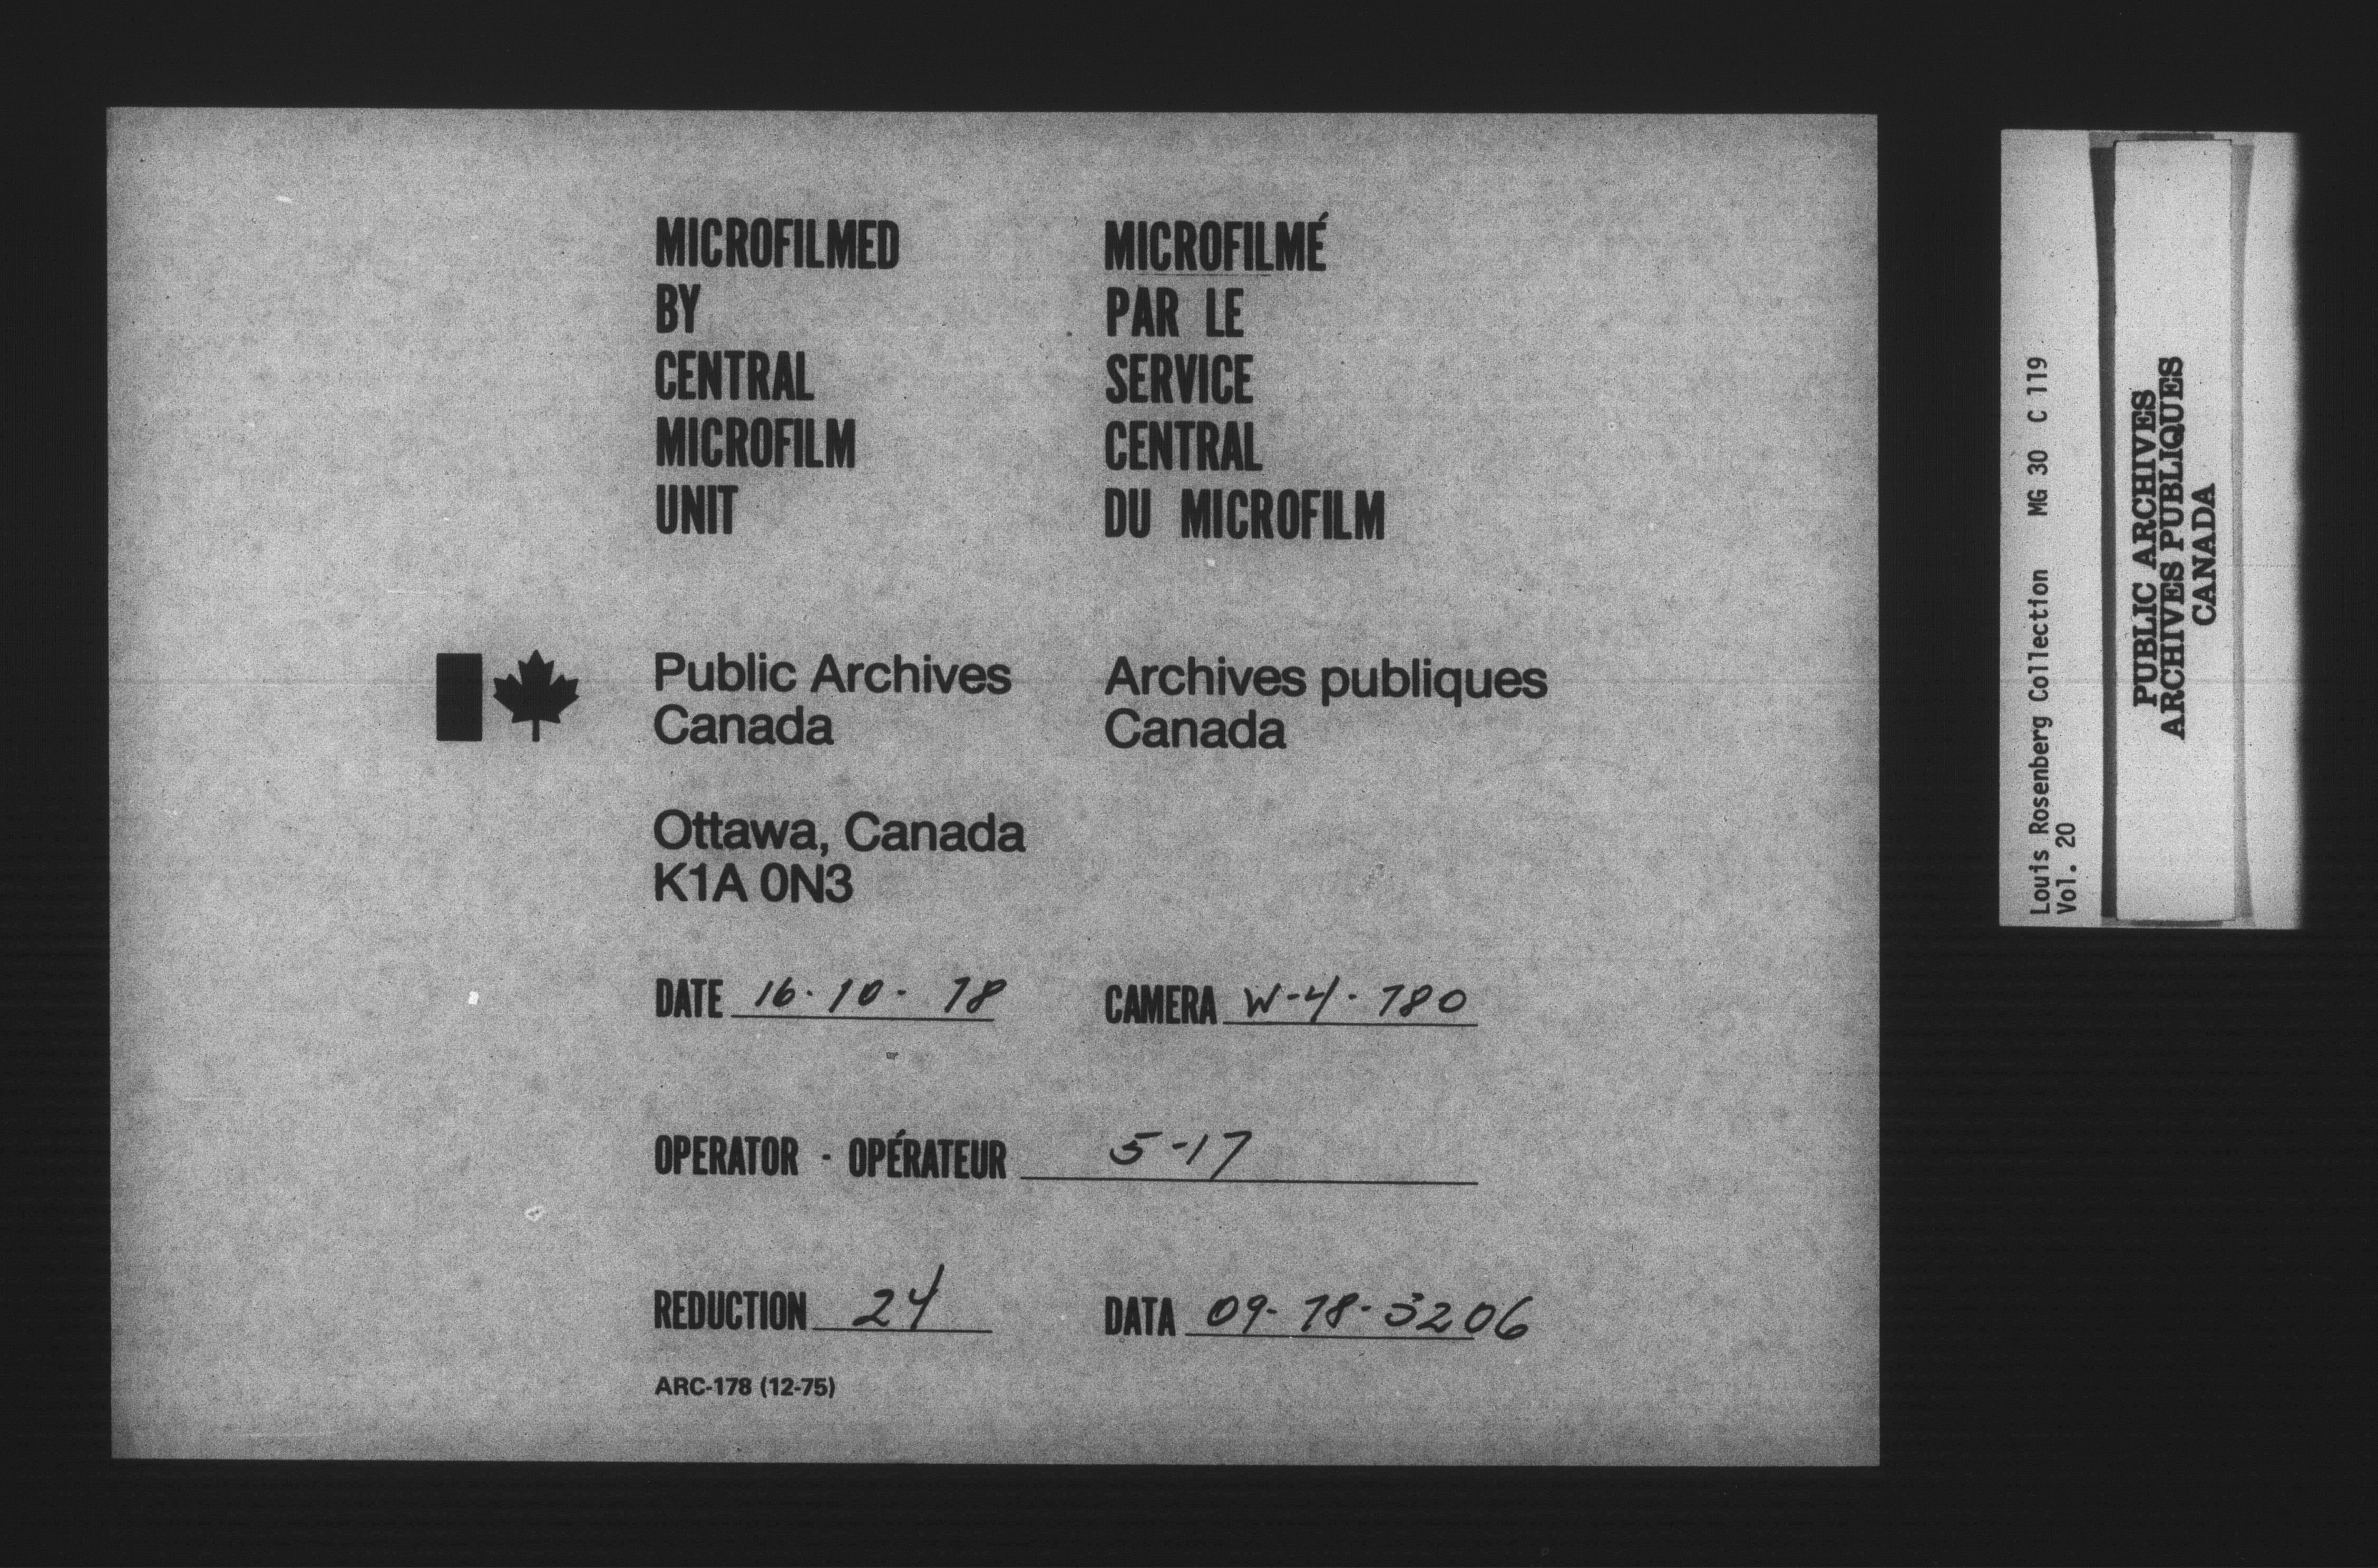 MICROFILMED
BY
CENTRAL
MICROFILM
UNIT
MICROFILMÉ
PAR LE
SERVICE
CENTRAL
DU MICROFILM
Public Archives
Canada
Archives publiques
Canada
Ottawa, Canada
K1A 0N3
DATE 16-10-78
CAMERA W-4-780
OPERATOR - OPÉRATEUR 5-17
REDUCTION 24
DATA 09-78-3206
ARC-178 (12-75)
Louis Rosenberg Collection MG 30 C 119
Vol. 20
PUBLIC ARCHIVES
ARCHIVES PUBLIQUES
CANADA